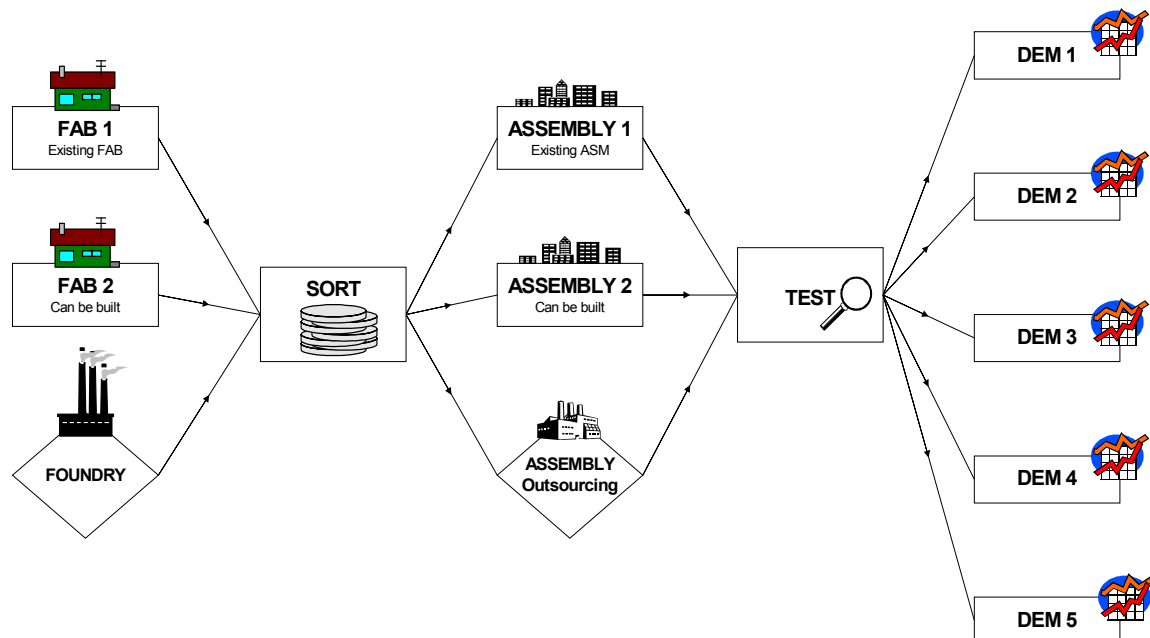 FAB 1
Existing FAB
FAB 2
Can be built
FOUNDRY
SORT
ASSEMBLY 1
Existing ASM
ASSEMBLY 2
Can be built
ASSEMBLY
Outsourcing
TEST
DEM 1
DEM 2
DEM 3
DEM 4
DEM 5